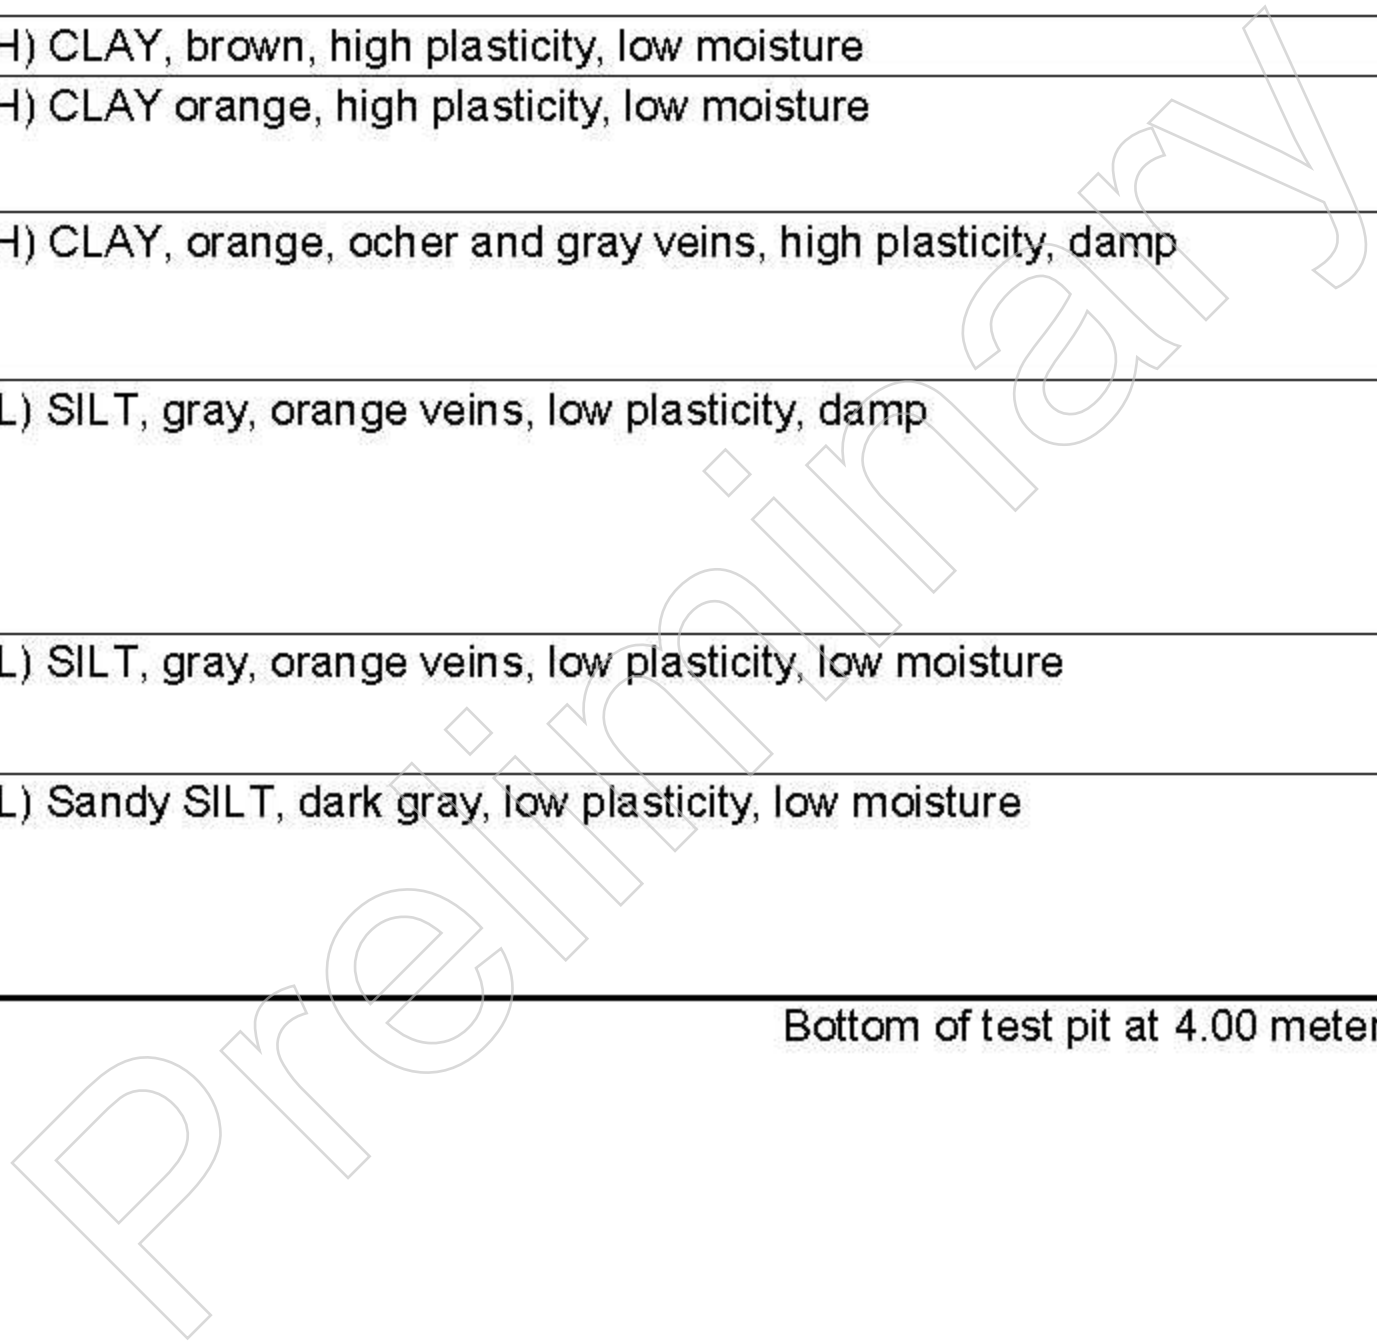 H) CLAY, brown, high plasticity, low moisture
H) CLAY orange, high plasticity, low moisture
H) CLAY, orange, ocher and gray veins, high plasticity, damp
L) SILT, gray, orange veins, low plasticity, damp
L) SILT, gray, orange veins, low plasticity, low moisture
L) Sandy SILT, dark gray, low plasticity, low moisture
Bottom of test pit at 4.00 meter
Preliminary